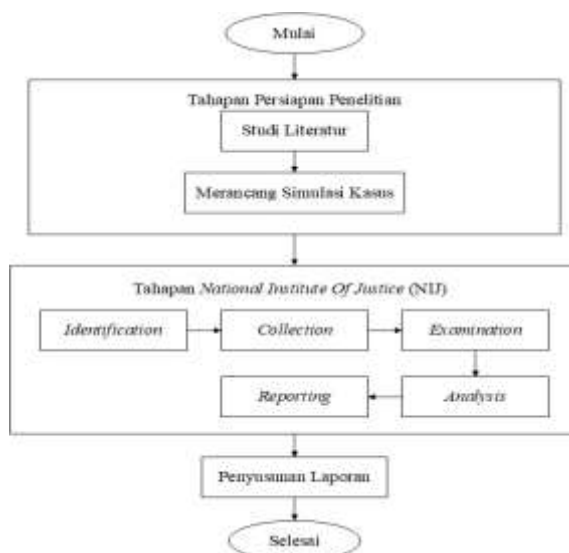 Mulai
Tahapan Persiapan Penelitian
Studi Literatur
Merancang Simulasi Kasus
Tahapan National Institute Of Justice (NIJ)
Identification
Collection
Examination
Analysis
Reporting
Penyusunan Laporan
Selesai